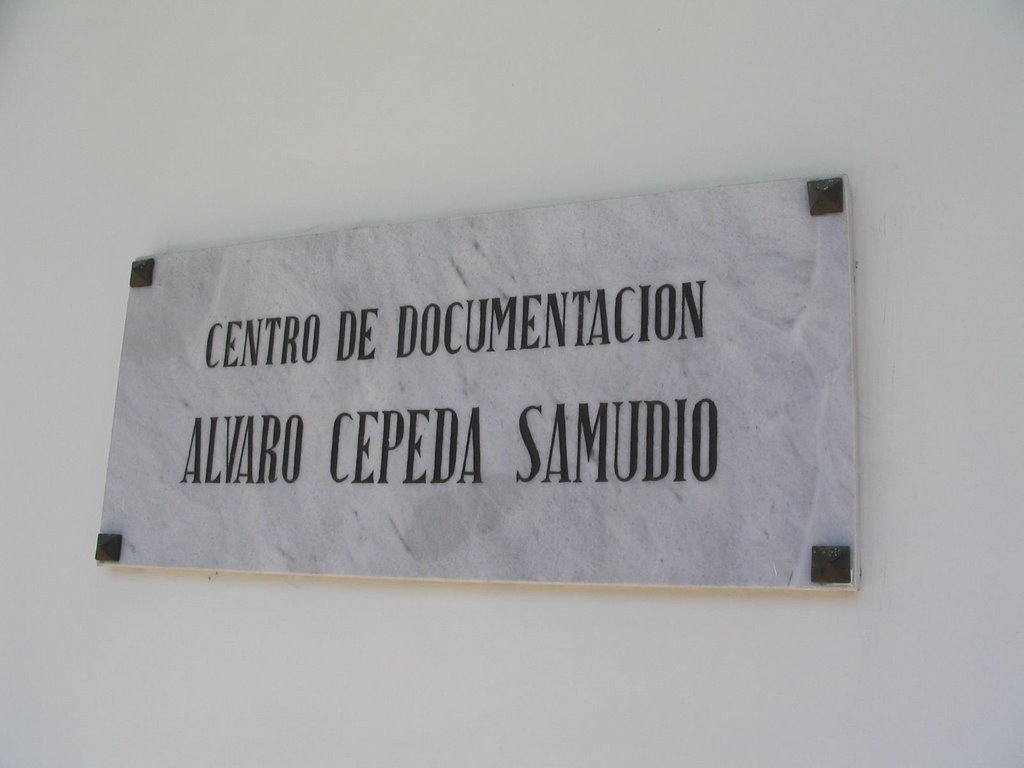 CENTRO DE DOCUMENTACION
ALVARO CEPEDA SAMUDIO